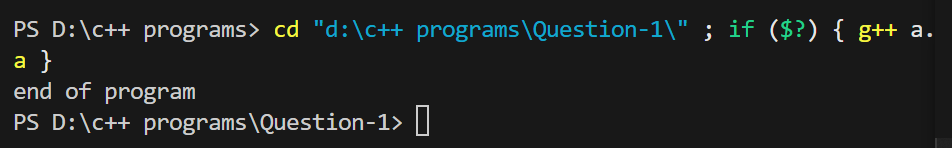 PS D:\c++ programs> cd "d:\c++ programs\Question-1\" ; if ($?) { g++ a.
a }
end of program
PS D:\c++ programs\Question-1>